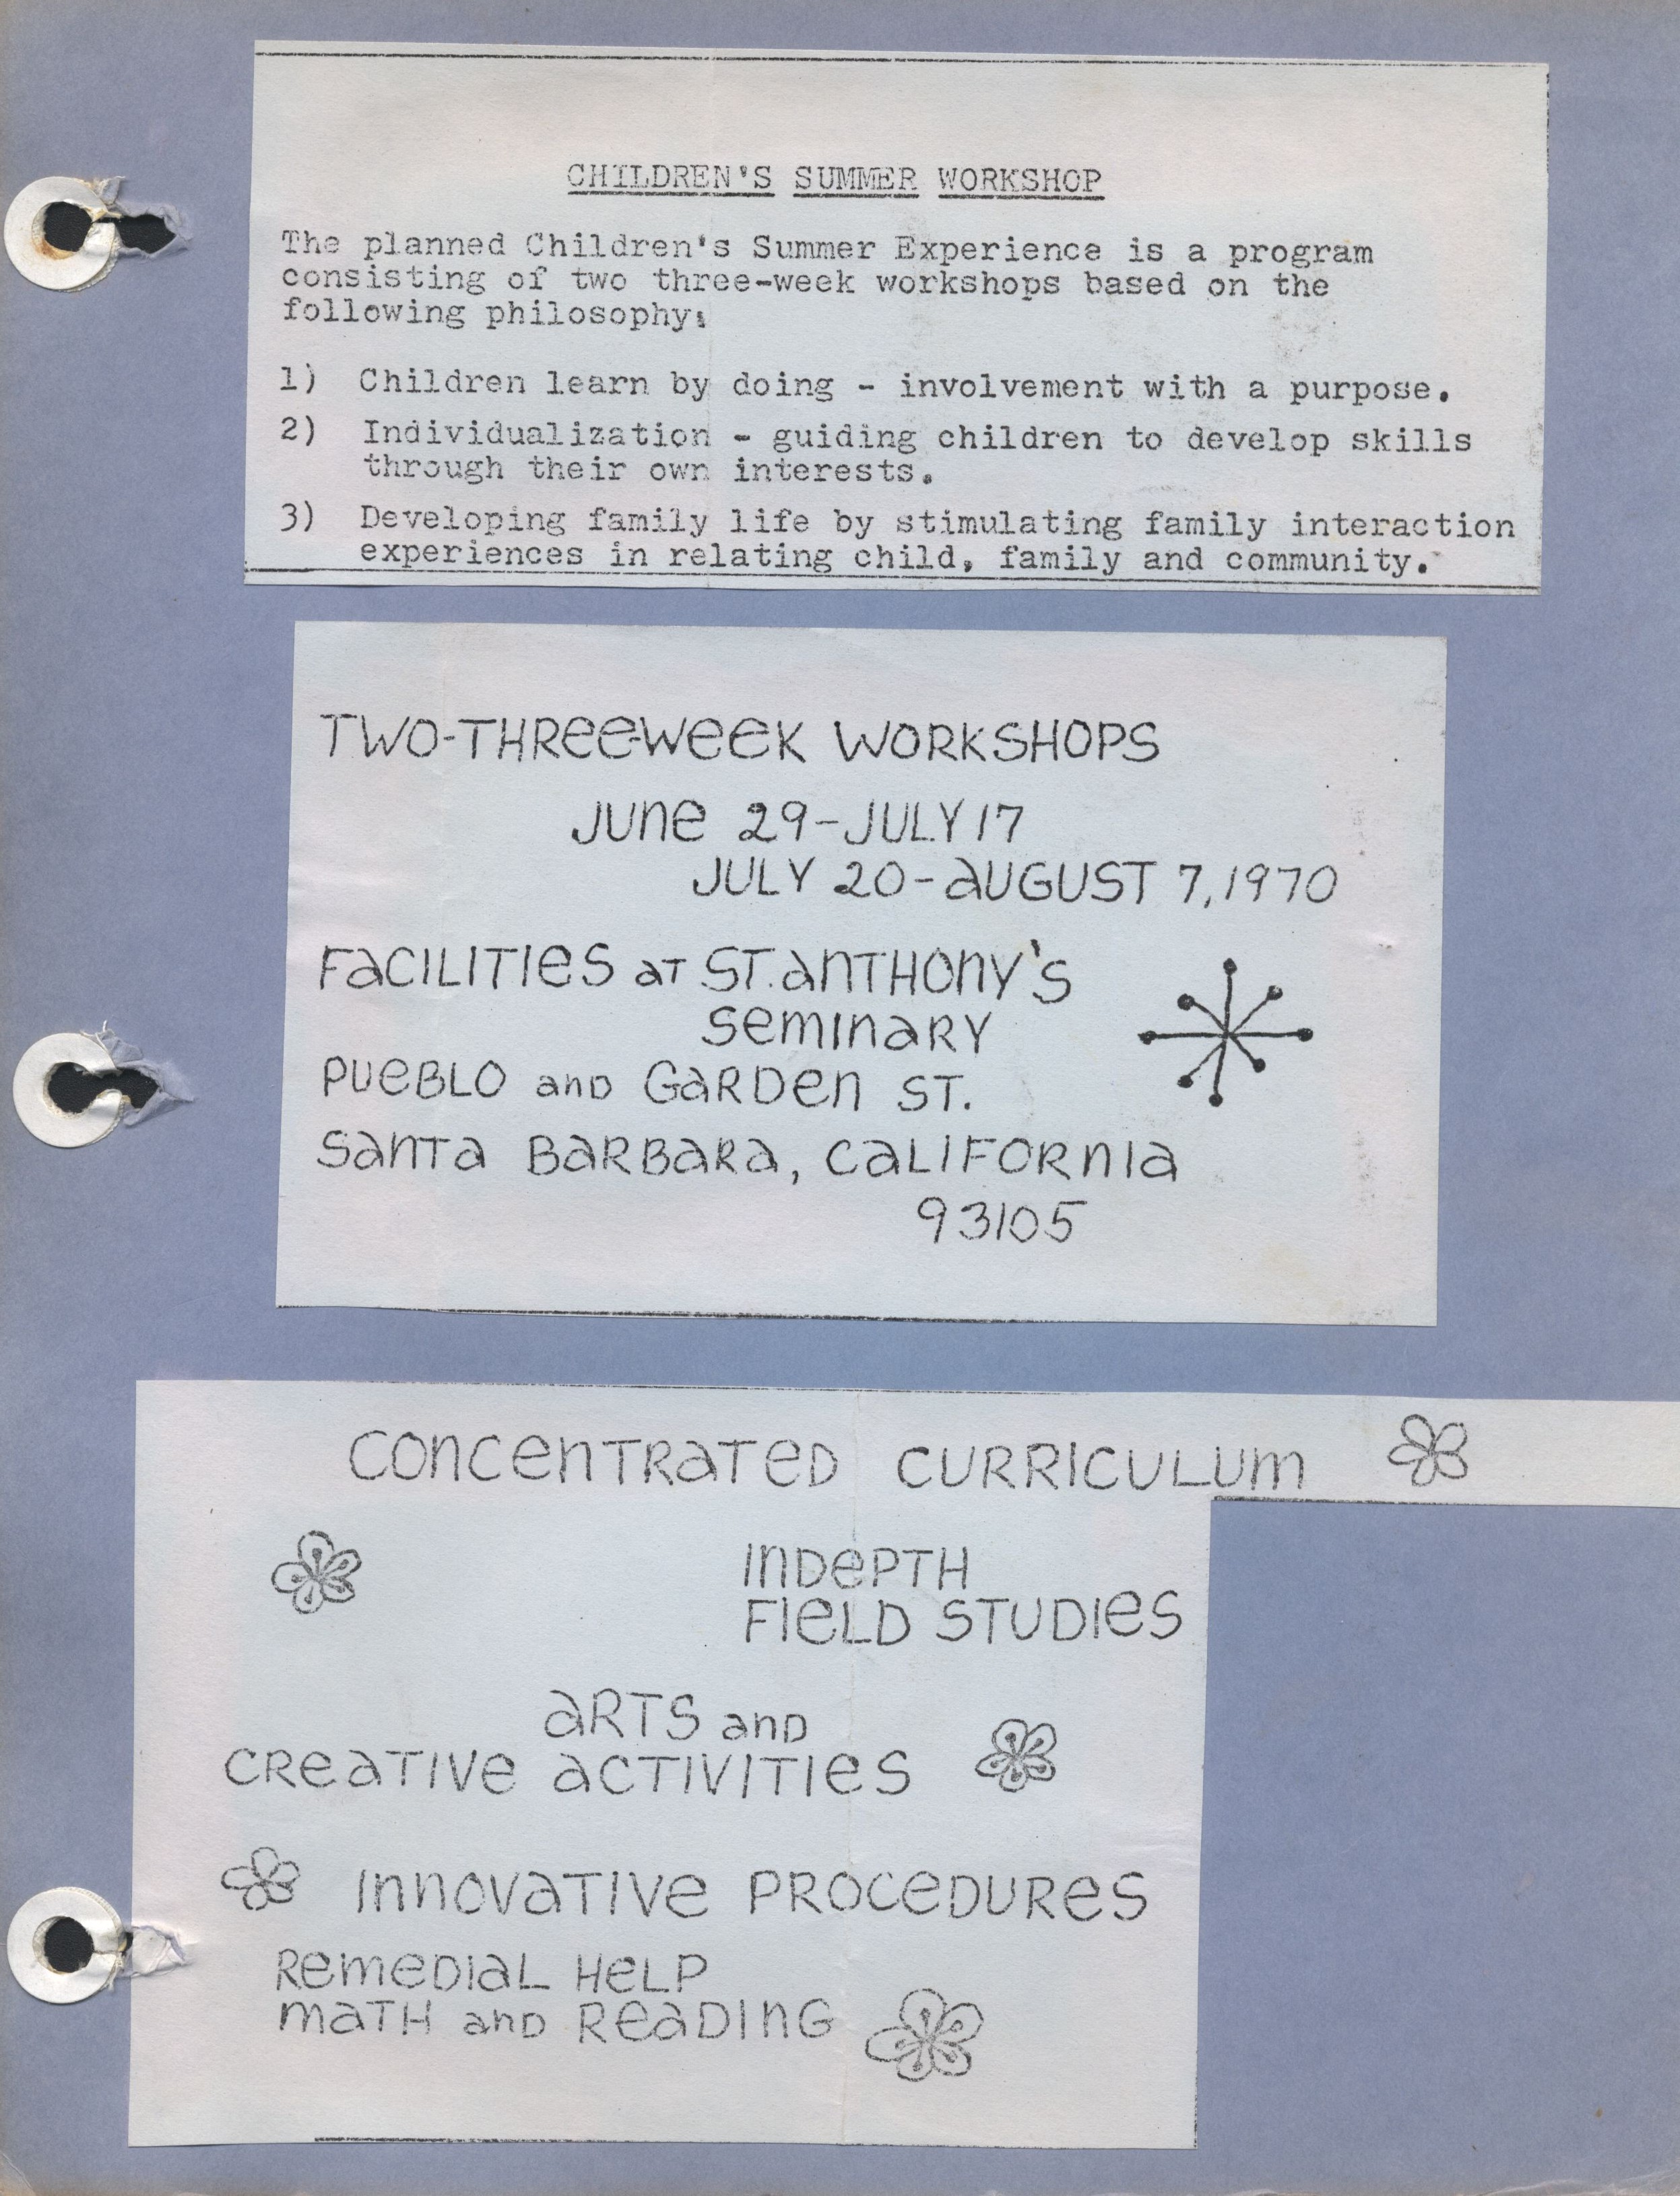 CHILDREN'S SUMMER WORKSHOP
The planned Children's Summer Experience is a program
consisting of two three-week workshops based on the
following philosophy:
1) Children learn by doing - involvement with a purpose.
2) Individualization - guiding children to develop skills
through their own interests.
3) Developing family life by stimulating family interaction
experiences in relating child, family and community.
TWO-THREE-WEEK WORKSHOPS
JUNE 29-JULY 17
JULY 20-AUGUST 7, 1970
FACILITIES AT ST. ANTHONY'S
SEMINARY
PUEBLO AND GARDEN ST.
SANTA BARBARA, CALIFORNIA
93105
CONCENTRATED CURRICULUM
INDEPTH
FIELD STUDIES
ARTS AND
CREATIVE ACTIVITIES
INNOVATIVE PROCEDURES
REMEDIAL HELP
MATH AND READING